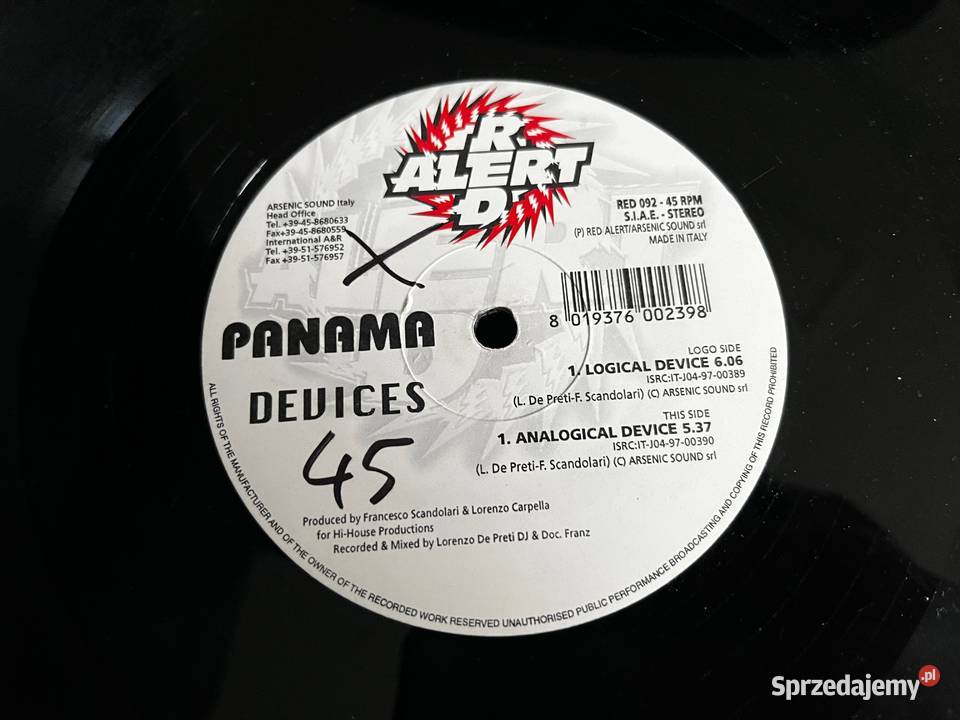 RED
ALERT
ARSENIC SOUND Italy
Head Office
Tel. +39-45-8680633
Fax+39-45-8680559
International A&R
Tel. +39-51-576952
Fax +39-51-576957
X
RED 092 - 45 RPM
S.I.A.E. - STEREO
(P) RED ALERT/ARSENIC SOUND srl
MADE IN ITALY
8 019376 002398
PANAMA
DEVICES
45
LOGO SIDE
1. LOGICAL DEVICE 6.06
ISRC:IT-J04-97-00389
(L. De Preti-F. Scandolari) (C) ARSENIC SOUND srl
THIS SIDE
1. ANALOGICAL DEVICE 5.37
ISRC:IT-J04-97-00390
(L. De Preti-F. Scandolari) (C) ARSENIC SOUND srl
Produced by Francesco Scandolari & Lorenzo Carpella
for Hi-House Productions
Recorded & Mixed by Lorenzo De Preti DJ & Doc. Franz
ALL RIGHTS OF THE MANUFACTURER AND OF THE OWNER OF THE RECORDED WORK RESERVED UNAUTHORISED PUBLIC PERFORMANCE BROADCASTING AND COPYING OF THIS RECORD PROHIBITED
Sprzedajemy.pl